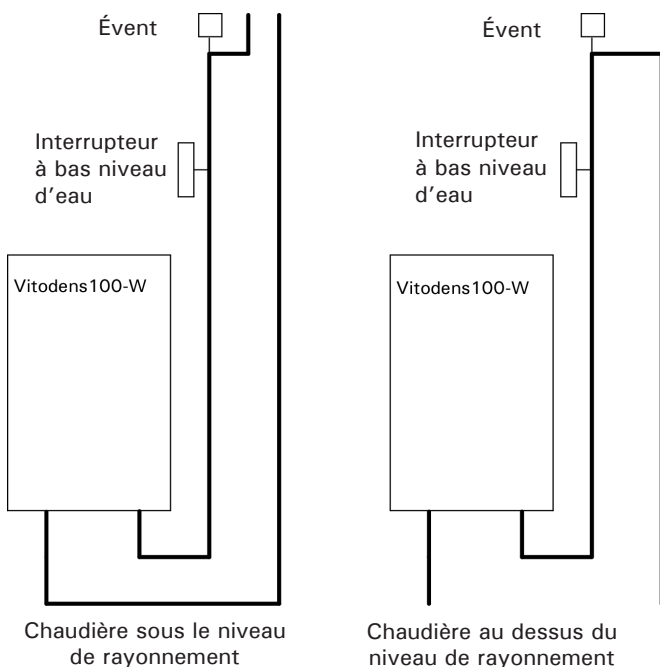 Évent
Interrupteur
à bas niveau
d'eau
Vitodens100-W
Chaudière sous le niveau
de rayonnement
Évent
Interrupteur
à bas niveau
d'eau
Vitodens100-W
Chaudière au dessus du
niveau de rayonnement